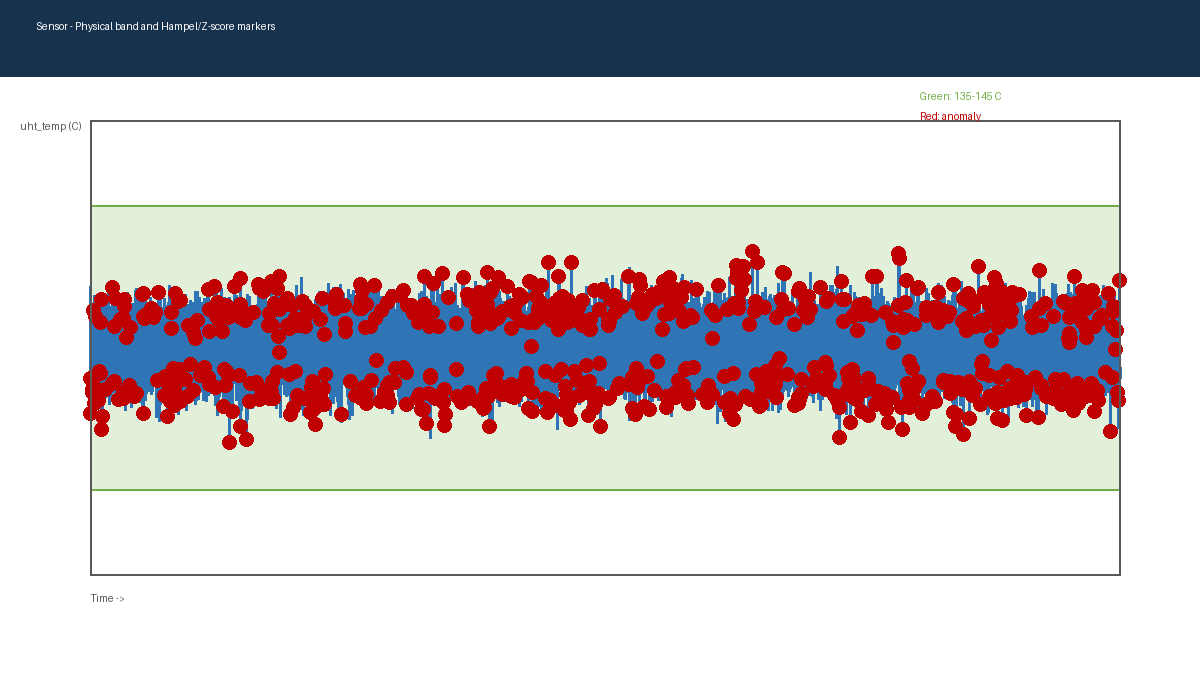 Sensor - Physical band and Hampel/Z-score markers
Green: 135-145 C
Red: anomaly
uht_temp (C)
Time ->